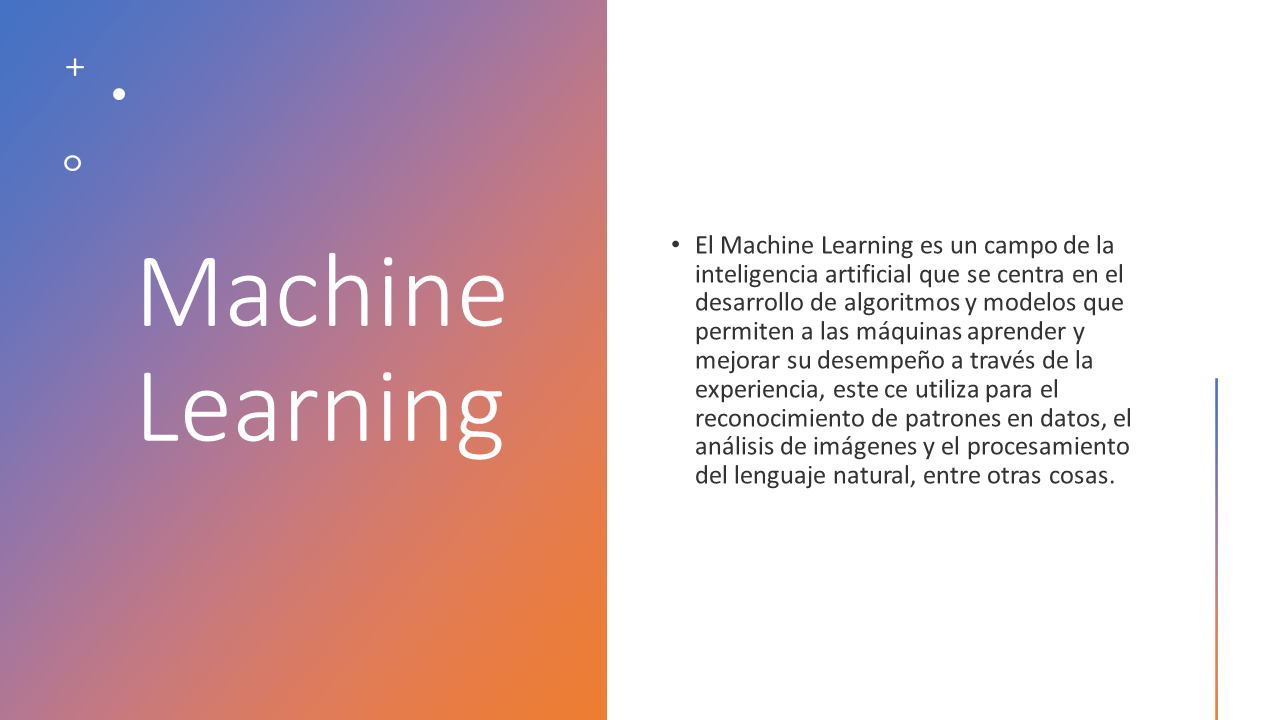 Machine
Learning
• El Machine Learning es un campo de la
inteligencia artificial que se centra en el
desarrollo de algoritmos y modelos que
permiten a las máquinas aprender y
mejorar su desempeño a través de la
experiencia, este ce utiliza para el
reconocimiento de patrones en datos, el
análisis de imágenes y el procesamiento
del lenguaje natural, entre otras cosas.